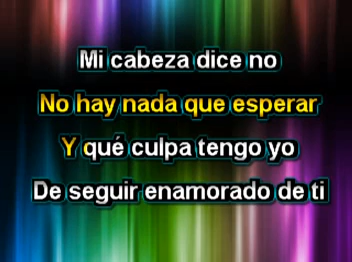 Mi cabeza dice no
No hay nada que esperar
Y qué culpa tengo yo
De seguir enamorado de ti